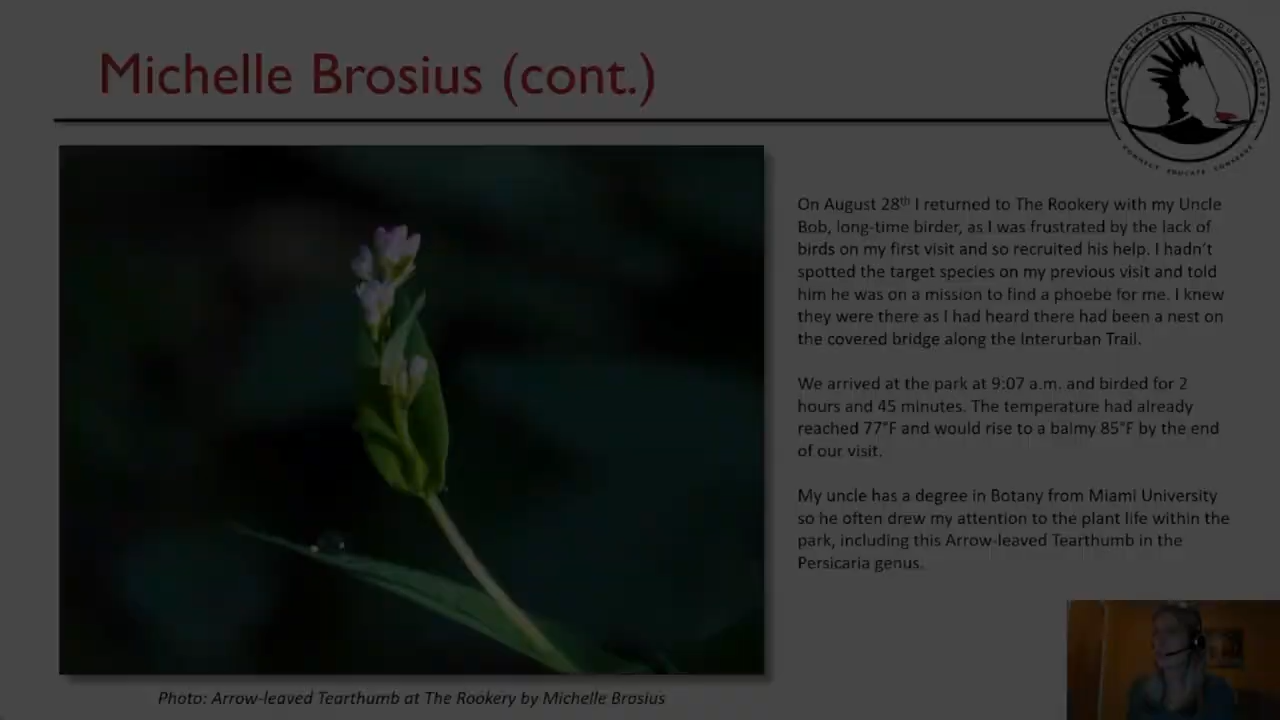 Michelle Brosius (cont.)
WESTERN CUYAHOGA AUDUBON SOCIETY
CONNECT. EDUCATE. CONSERVE.
On August 28th I returned to The Rookery with my Uncle
Bob, long-time birder, as I was frustrated by the lack of
birds on my first visit and so recruited his help. I hadn't
spotted the target species on my previous visit and told
him he was on a mission to find a phoebe for me. I knew
they were there as I had heard there had been a nest on
the covered bridge along the Interurban Trail.
We arrived at the park at 9:07 a.m. and birded for 2
hours and 45 minutes. The temperature had already
reached 77°F and would rise to a balmy 85°F by the end
of our visit.
My uncle has a degree in Botany from Miami University
so he often drew my attention to the plant life within the
park, including this Arrow-leaved Tearthumb in the
Persicaria genus.
Photo: Arrow-leaved Tearthumb at The Rookery by Michelle Brosius